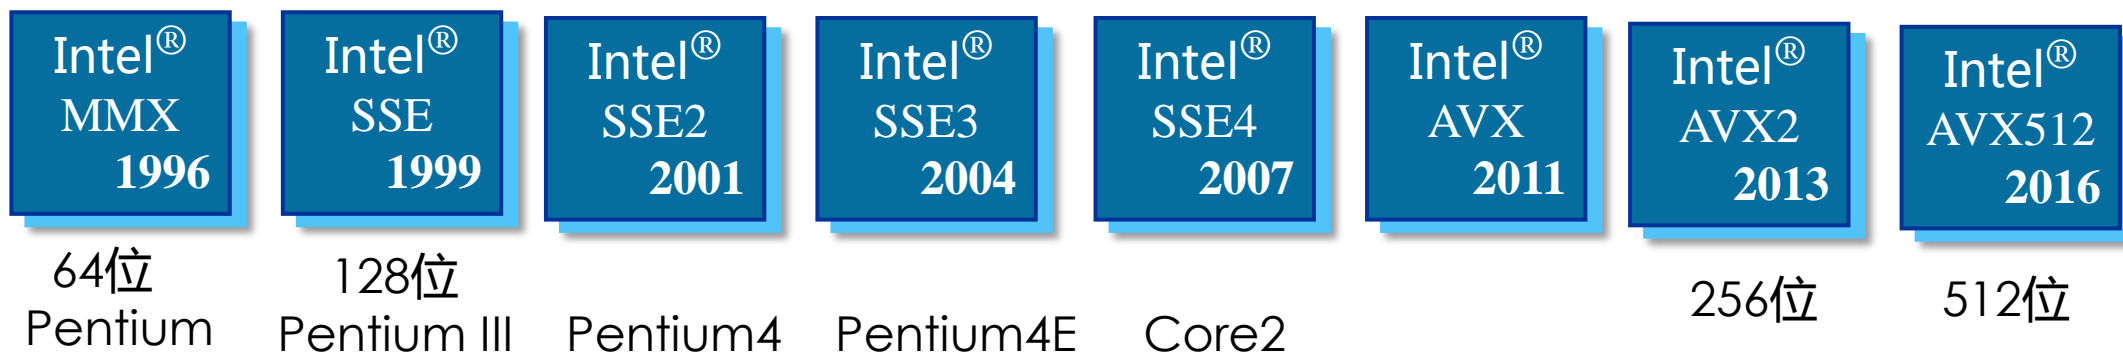 Intel®
MMX
1996
64位
Pentium
Intel®
SSE
1999
128位
Pentium III
Intel®
SSE2
2001
Pentium4
Intel®
SSE3
2004
Pentium4E
Intel®
SSE4
2007
Core2
Intel®
AVX
2011
Intel®
AVX2
2013
256位
Intel®
AVX512
2016
512位